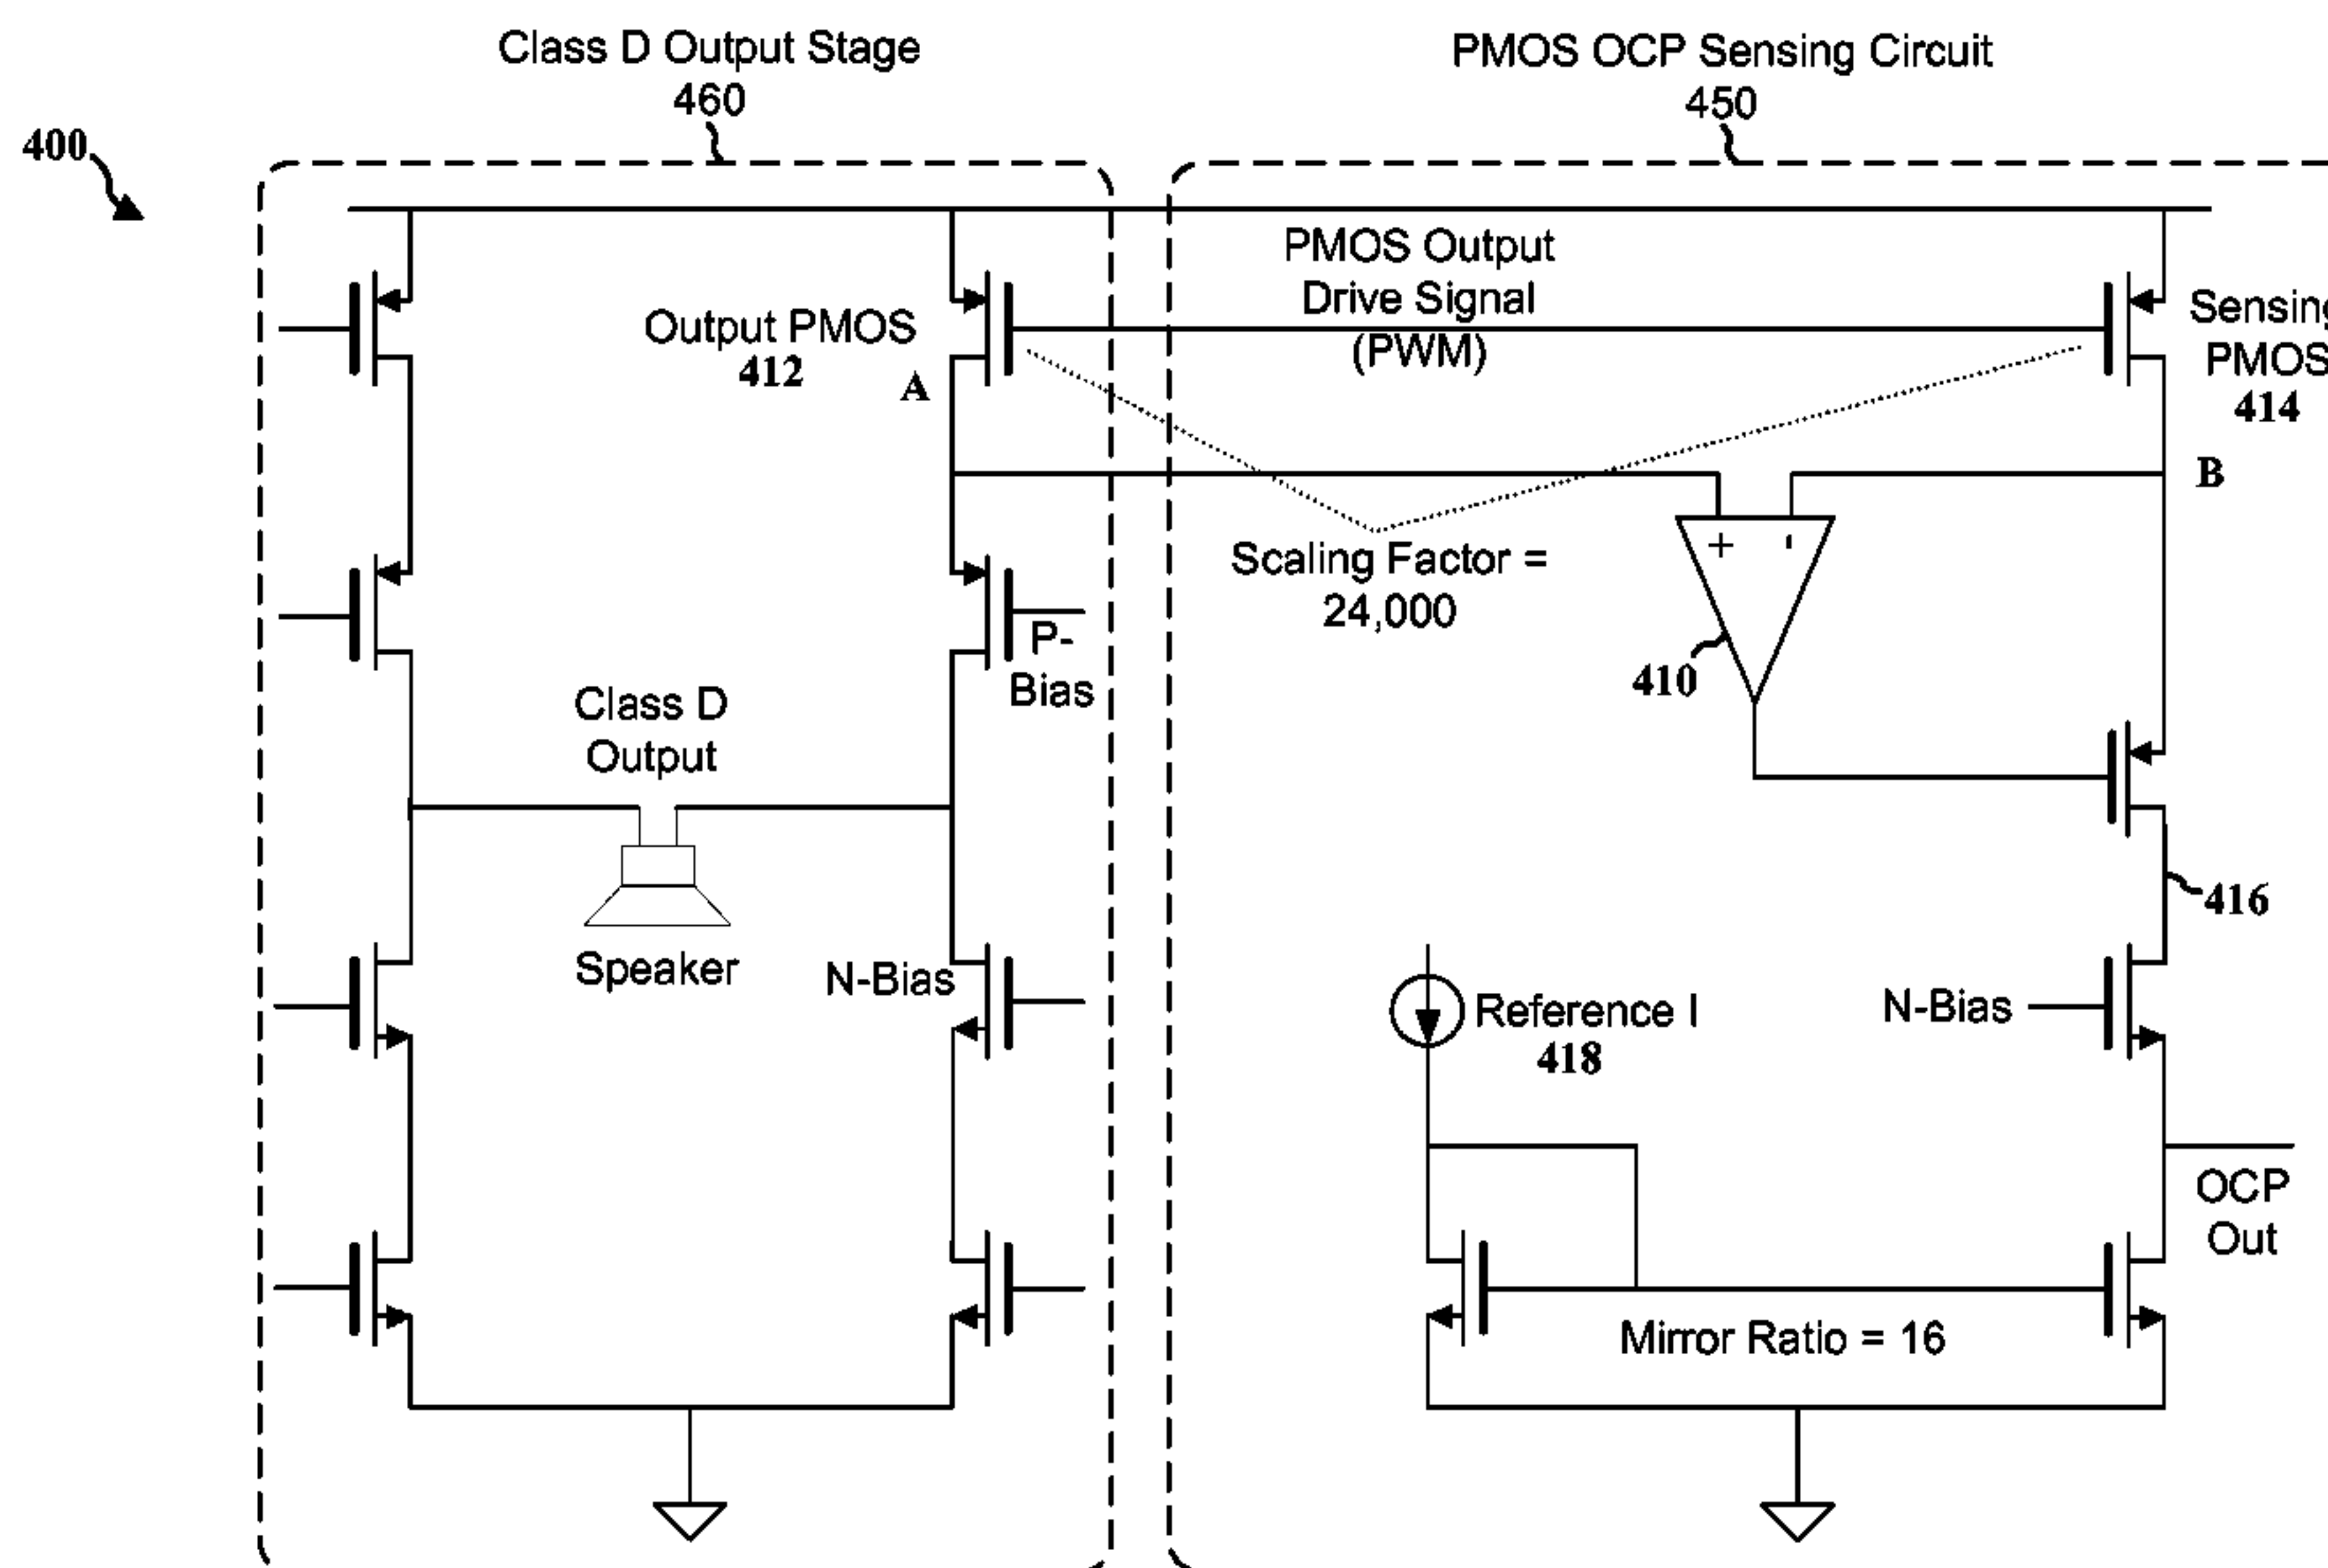 Class D Output Stage
460
PMOS OCP Sensing Circuit
450
400
PMOS Output
Drive Signal
(PWM)
Output PMOS
412
A
Sensing
PMOS
414
B
Scaling Factor =
24,000
+
-
410
P-
Bias
Class D
Output
Speaker
N-Bias
416
Reference I
418
N-Bias
OCP
Out
Mirror Ratio = 16